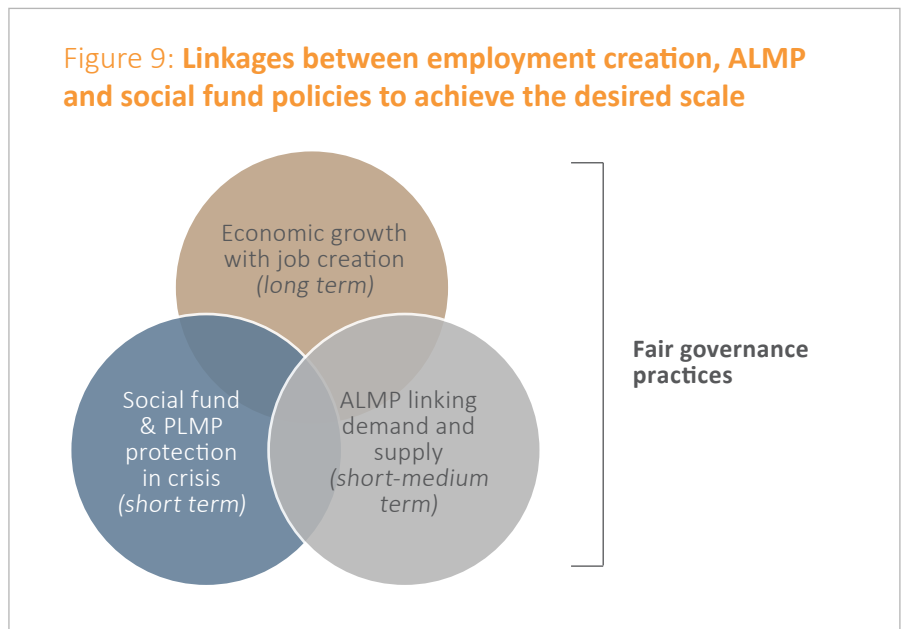 Figure 9: Linkages between employment creation, ALMP
and social fund policies to achieve the desired scale
Economic growth
with job creation
(long term)
Social fund
& PLMP
protection
in crisis
(short term)
ALMP linking
demand and
supply
(short-medium
term)
Fair governance
practices